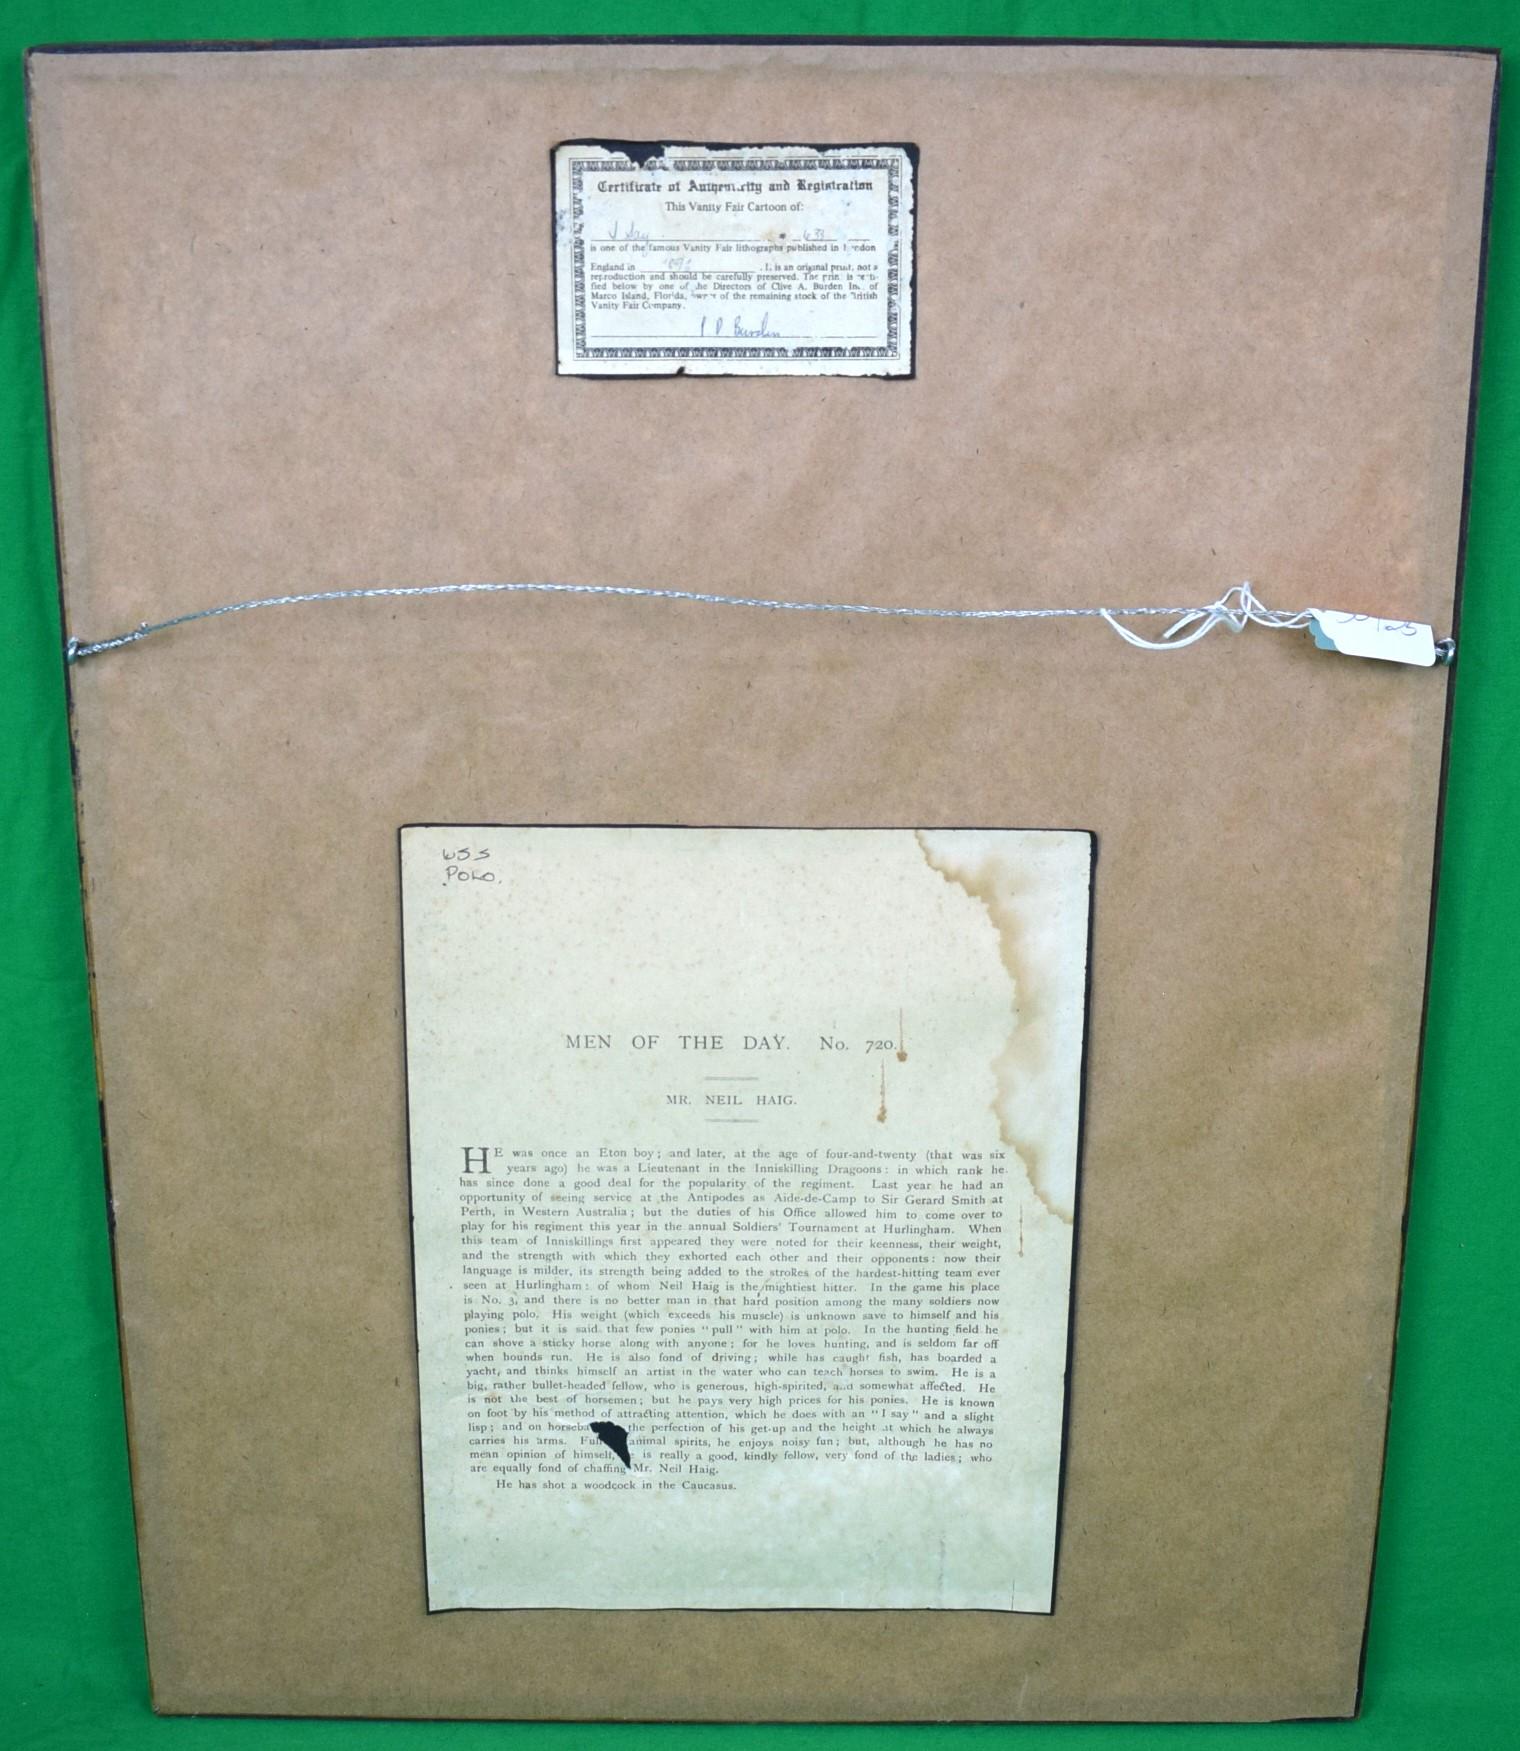 Certificate of Authenticity and Registration
This Vanity Fair Cartoon of:
I Say 633
is one of the famous Vanity Fair lithographs published in London
England in . It is an original print, not a
reproduction and should be carefully preserved. The print is certi-
fied below by one of the Directors of Clive A. Burden Inc. of
Marco Island, Florida, owners of the remaining stock of the British
Vanity Fair Company.
P D Burden
WSS
POLO.
MEN OF THE DAY. No. 720.
MR. NEIL HAIG.
HE was once an Eton boy; and later, at the age of four-and-twenty (that was six
years ago) he was a Lieutenant in the Inniskilling Dragoons: in which rank he
has since done a good deal for the popularity of the regiment. Last year he had an
opportunity of seeing service at the Antipodes as Aide-de-Camp to Sir Gerard Smith at
Perth, in Western Australia; but the duties of his Office allowed him to come over to
play for his regiment this year in the annual Soldiers' Tournament at Hurlingham. When
this team of Inniskillings first appeared they were noted for their keenness, their weight,
and the strength with which they exhorted each other and their opponents: now their
language is milder, its strength being added to the strokes of the hardest-hitting team ever
seen at Hurlingham: of whom Neil Haig is the mightiest hitter. In the game his place
is No. 3, and there is no better man in that hard position among the many soldiers now
playing polo. His weight (which exceeds his muscle) is unknown save to himself and his
ponies; but it is said that few ponies "pull" with him at polo. In the hunting field he
can shove a sticky horse along with anyone; for he loves hunting, and is seldom far off
when hounds run. He is also fond of driving; while has caught fish, has boarded a
yacht, and thinks himself an artist in the water who can teach horses to swim. He is a
big, rather bullet-headed fellow, who is generous, high-spirited, and somewhat affected. He
is not the best of horsemen; but he pays very high prices for his ponies. He is known
on foot by his method of attracting attention, which he does with an "I say" and a slight
lisp; and on horseba the perfection of his get-up and the height at which he always
carries his arms. Fu animal spirits, he enjoys noisy fun; but, although he has no
mean opinion of himself, is really a good, kindly fellow, very fond of the ladies; who
are equally fond of chaffing Mr. Neil Haig.
He has shot a woodcock in the Caucasus.